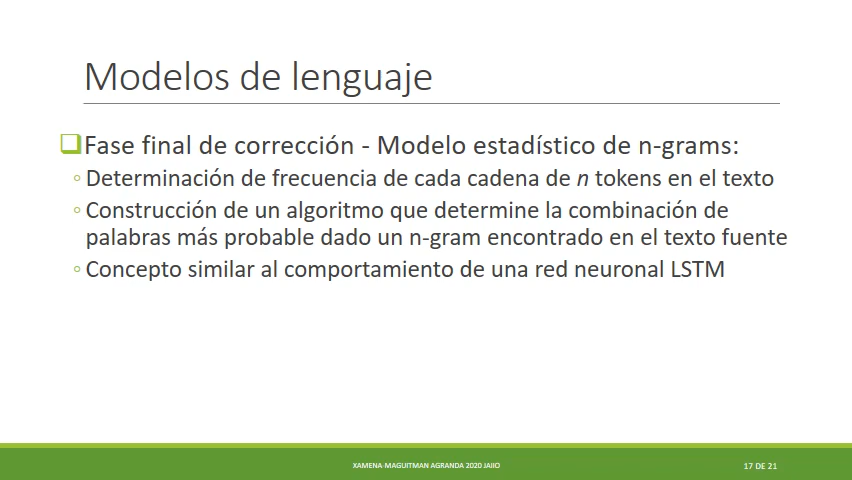 Modelos de lenguaje
Fase final de corrección - Modelo estadístico de n-grams:
Determinación de frecuencia de cada cadena de n tokens en el texto
Construcción de un algoritmo que determine la combinación de
palabras más probable dado un n-gram encontrado en el texto fuente
Concepto similar al comportamiento de una red neuronal LSTM
XAMENA-MAGUITMAN AGRANDA 2020 JAIIO
17 DE 21